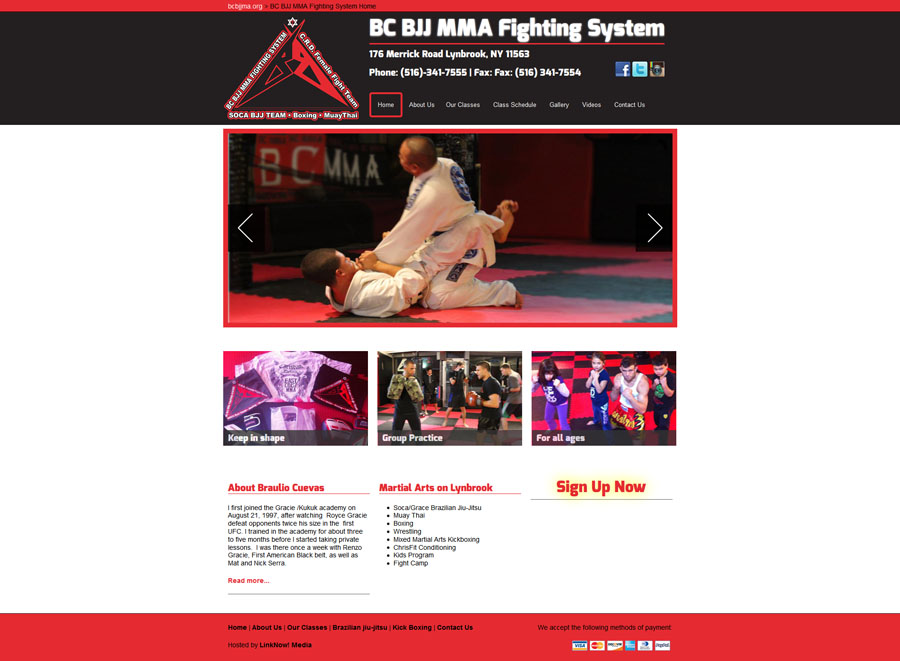 bcbjjma.org › BC BJJ MMA Fighting System Home
BC BJJ MMA FIGHTING SYSTEM
C.R.D. Female Fight Team
SOCA BJJ TEAM • Boxing • MuayThai
BC BJJ MMA Fighting System
176 Merrick Road Lynbrook, NY 11563
Phone: (516)-341-7555 | Fax: Fax: (516) 341-7554
Home About Us Our Classes Class Schedule Gallery Videos Contact Us
BC MMA
Keep in shape
Group Practice
For all ages
About Braulio Cuevas
I first joined the Gracie /Kukuk academy on
August 21, 1997, after watching Royce Gracie
defeat opponents twice his size in the first
UFC. I trained in the academy for about three
to five months before I started taking private
lessons. I was there once a week with Renzo
Gracie, First American Black belt, as well as
Mat and Nick Serra.
Read more...
Martial Arts on Lynbrook
• Soca/Grace Brazilian Jiu-Jitsu
• Muay Thai
• Boxing
• Wrestling
• Mixed Martial Arts Kickboxing
• ChrisFit Conditioning
• Kids Program
• Fight Camp
Sign Up Now
Home | About Us | Our Classes | Brazilian jiu-jitsu | Kick Boxing | Contact Us
Hosted by LinkNow! Media
We accept the following methods of payment:
VISA